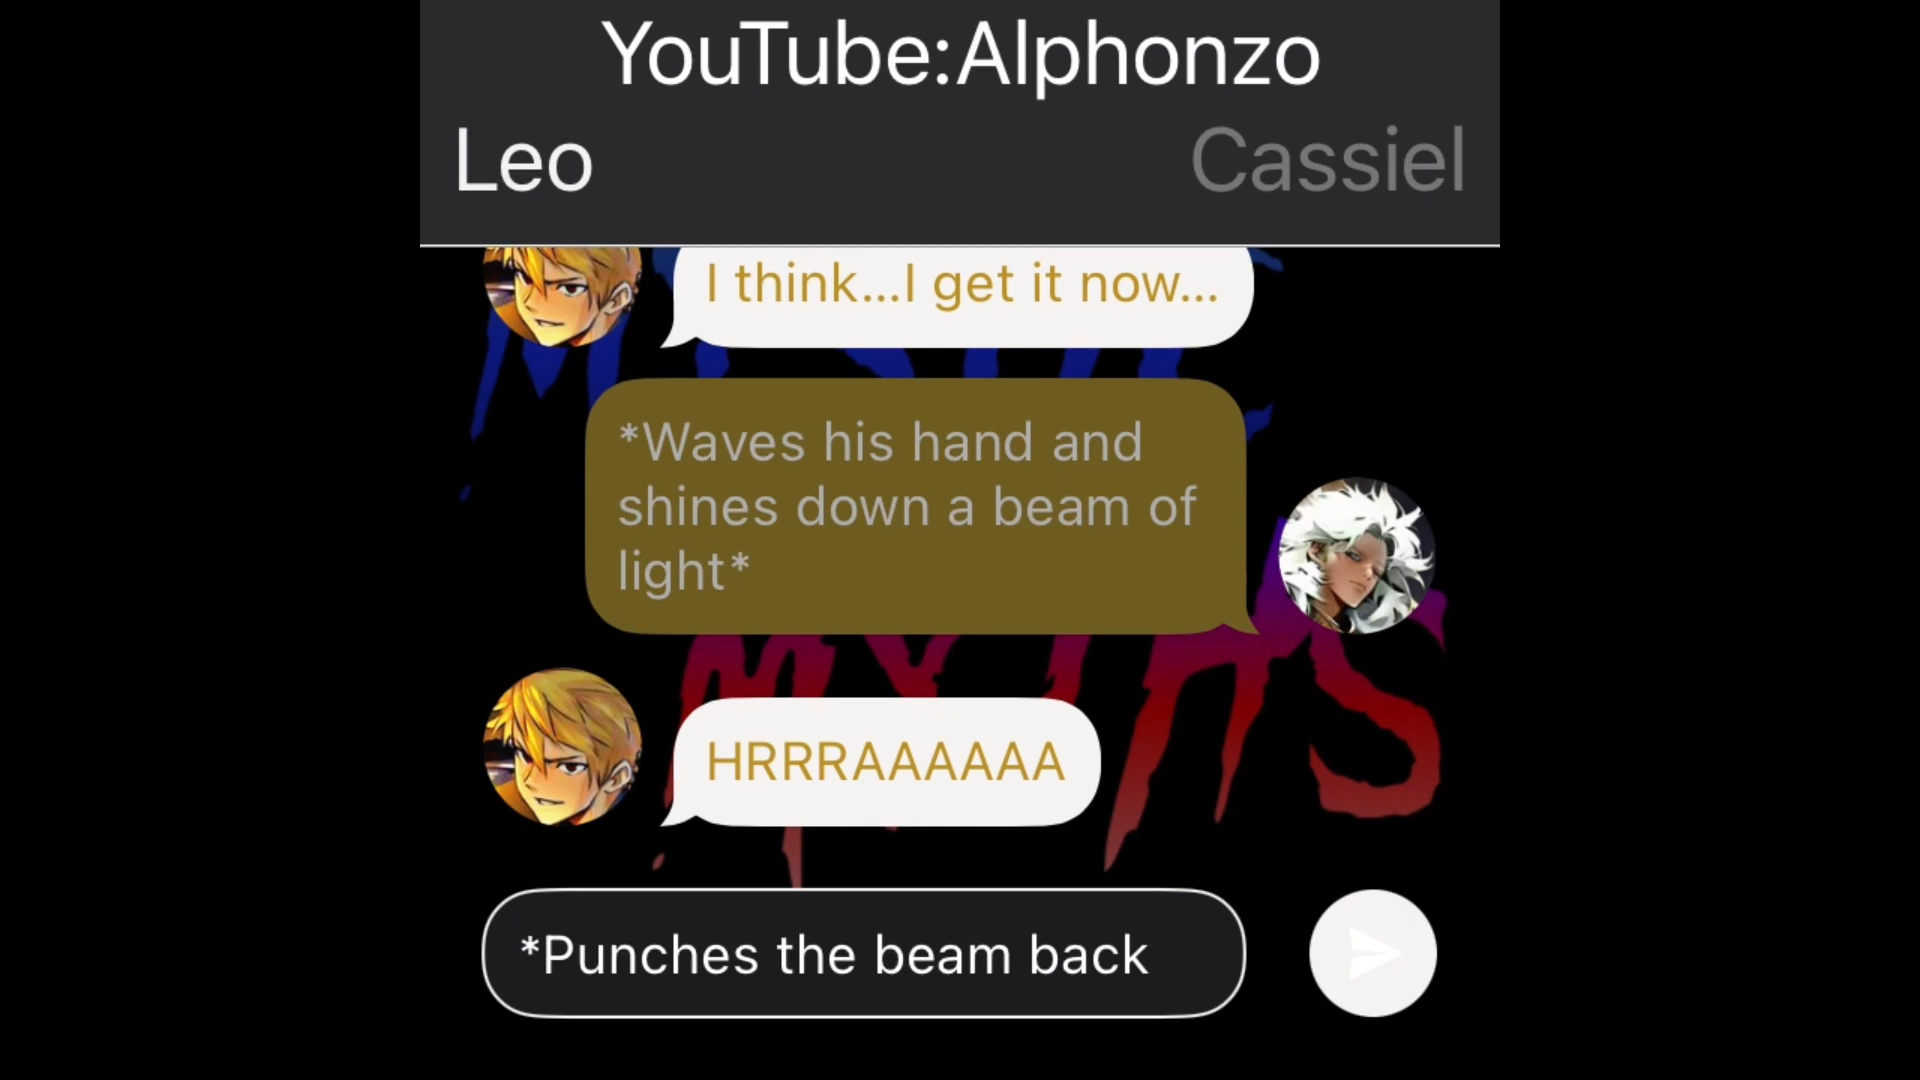 YouTube:Alphonzo
Leo
Cassiel
I think...I get it now...
*Waves his hand and
shines down a beam of
light*
MYTHS
HRRRAAAAAA
*Punches the beam back